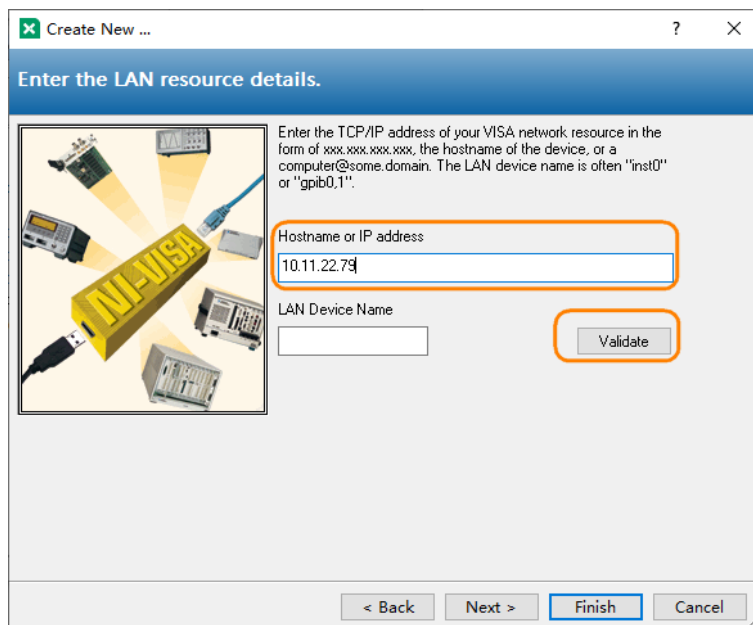 Create New ...
?
Enter the LAN resource details.
Enter the TCP/IP address of your VISA network resource in the
form of xxx.xxx.xxx.xxx, the hostname of the device, or a
computer@some.domain. The LAN device name is often "inst0"
or "gpib0,1".
NI-VISA
Hostname or IP address
10.11.22.79
LAN Device Name
Validate
< Back Next > Finish Cancel